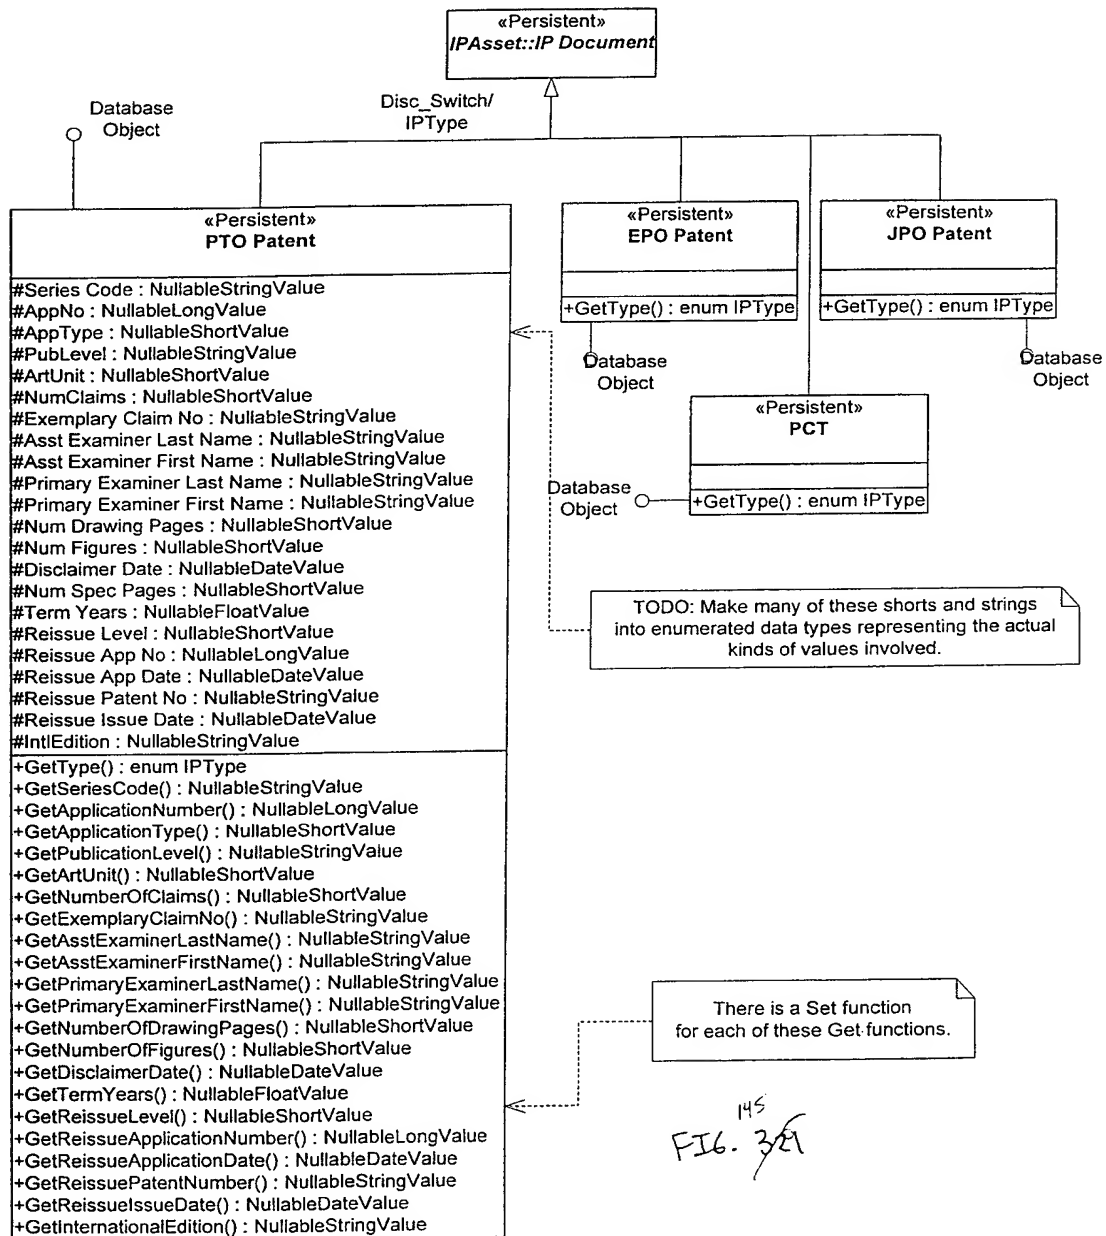 «Persistent»
IPAsset::IP Document
Disc_Switch/
IPType
Database
Object
«Persistent»
PTO Patent
#Series Code : NullableStringValue
#AppNo : NullableLongValue
#AppType : NullableShortValue
#PubLevel : NullableStringValue
#ArtUnit : NullableShortValue
#NumClaims : NullableShortValue
#Exemplary Claim No : NullableStringValue
#Asst Examiner Last Name : NullableStringValue
#Asst Examiner First Name : NullableStringValue
#Primary Examiner Last Name : NullableStringValue
#Primary Examiner First Name : NullableStringValue
#Num Drawing Pages : NullableShortValue
#Num Figures : NullableShortValue
#Disclaimer Date : NullableDateValue
#Num Spec Pages : NullableShortValue
#Term Years : NullableFloatValue
#Reissue Level : NullableShortValue
#Reissue App No : NullableLongValue
#Reissue App Date : NullableDateValue
#Reissue Patent No : NullableStringValue
#Reissue Issue Date : NullableDateValue
#IntlEdition : NullableStringValue
+GetType() : enum IPType
+GetSeriesCode() : NullableStringValue
+GetApplicationNumber() : NullableLongValue
+GetApplicationType() : NullableShortValue
+GetPublicationLevel() : NullableStringValue
+GetArtUnit() : NullableShortValue
+GetNumberOfClaims() : NullableShortValue
+GetExemplaryClaimNo() : NullableStringValue
+GetAsstExaminerLastName() : NullableStringValue
+GetAsstExaminerFirstName() : NullableStringValue
+GetPrimaryExaminerLastName() : NullableStringValue
+GetPrimaryExaminerFirstName() : NullableStringValue
+GetNumberOfDrawingPages() : NullableShortValue
+GetNumberOfFigures() : NullableShortValue
+GetDisclaimerDate() : NullableDateValue
+GetTermYears() : NullableFloatValue
+GetReissueLevel() : NullableShortValue
+GetReissueApplicationNumber() : NullableLongValue
+GetReissueApplicationDate() : NullableDateValue
+GetReissuePatentNumber() : NullableStringValue
+GetReissueIssueDate() : NullableDateValue
+GetInternationalEdition() : NullableStringValue
«Persistent»
EPO Patent
+GetType() : enum IPType
Database
Object
«Persistent»
JPO Patent
+GetType() : enum IPType
Database
Object
«Persistent»
PCT
+GetType() : enum IPType
Database
Object
TODO: Make many of these shorts and strings
into enumerated data types representing the actual
kinds of values involved.
There is a Set function
for each of these Get functions.
145
FIG.